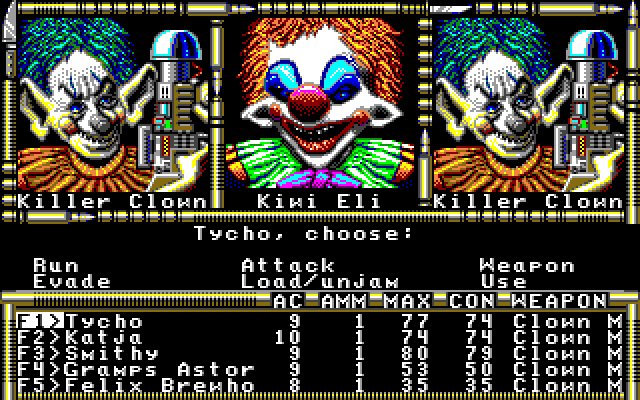 Killer Clown Kiwi Eli Killer Clown
Tycho, choose:
Run Attack Weapon
Evade Load/unjam Use
AC AMM MAX CON WEAPON
F1>Tycho 9 1 77 74 Clown M
F2>Katja 10 1 74 74 Clown M
F3>Smithy 9 1 80 79 Clown M
F4>Gramps Astor 9 1 53 50 Clown M
F5>Felix Brewho 8 1 35 35 Clown M